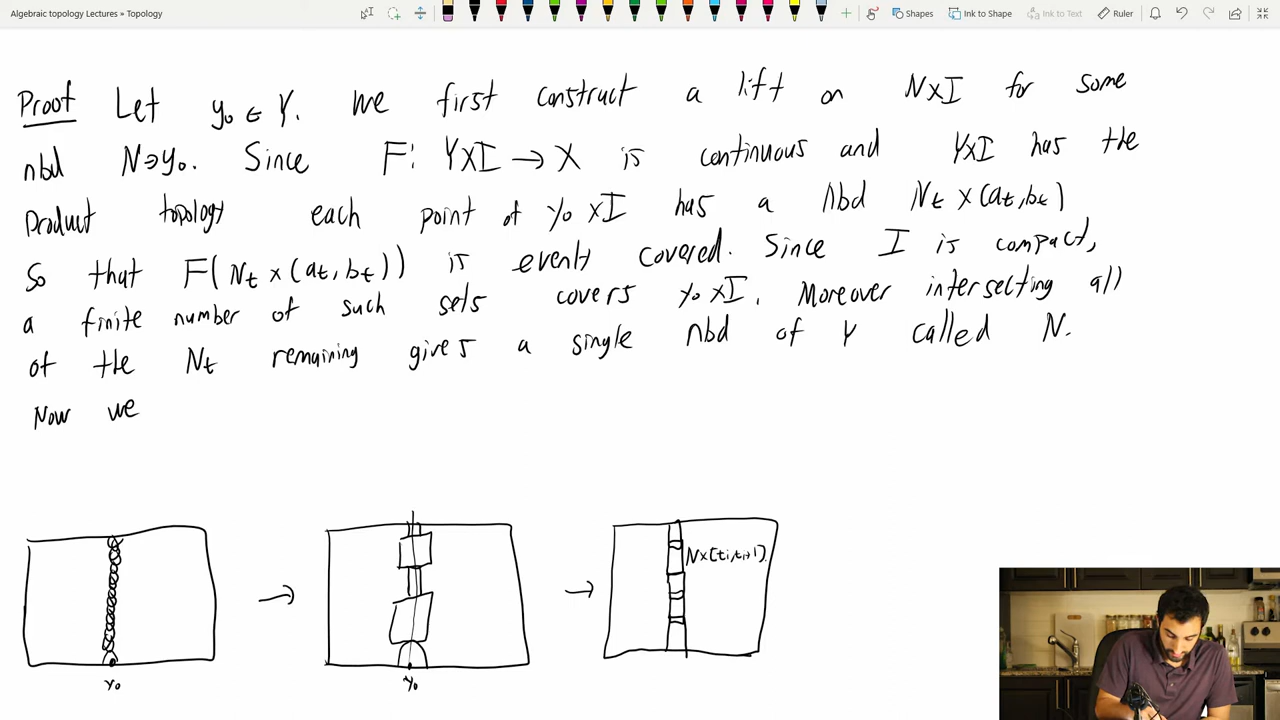 Algebraic topology Lectures » Topology
Shapes
Ink to Shape
Ink to Text
Ruler
Proof Let y₀ ∈ Y. We first construct a lift on N×I for some
nbd N∋y₀. Since F: Y×I → X is continuous and Y×I has the
Product topology each point of y₀ ×I has a Nbd Nₜ ×(aₜ,bₜ)
So that F(Nₜ ×(aₜ,bₜ)) is evenly covered. Since I is compact,
a finite number of such sets covers y₀ ×I. Moreover intersecting all
of the Nₜ remaining gives a single nbd of Y called N.
Now we
N×[tᵢ,tᵢ₊₁].
y₀
y₀